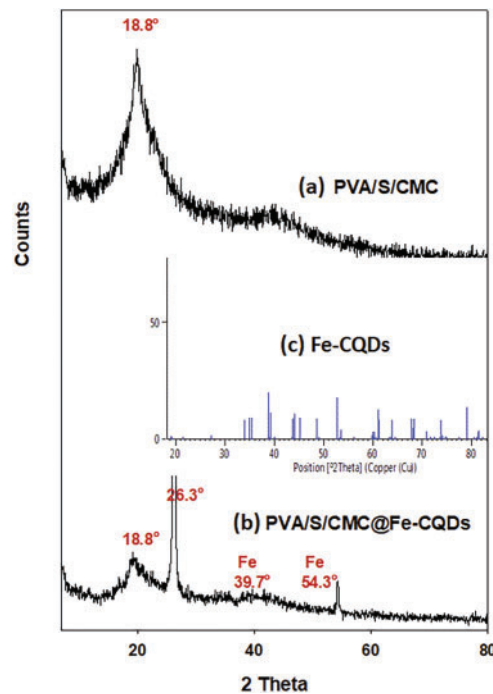 18.8°
(a) PVA/S/CMC
Counts
50
(c) Fe-CQDs
0
20 30 40 50 60 70 80
Position [°2Theta] (Copper (Cu))
26.3°
(b) PVA/S/CMC@Fe-CQDs
18.8°
Fe Fe
39.7° 54.3°
20 40 60 80
2 Theta